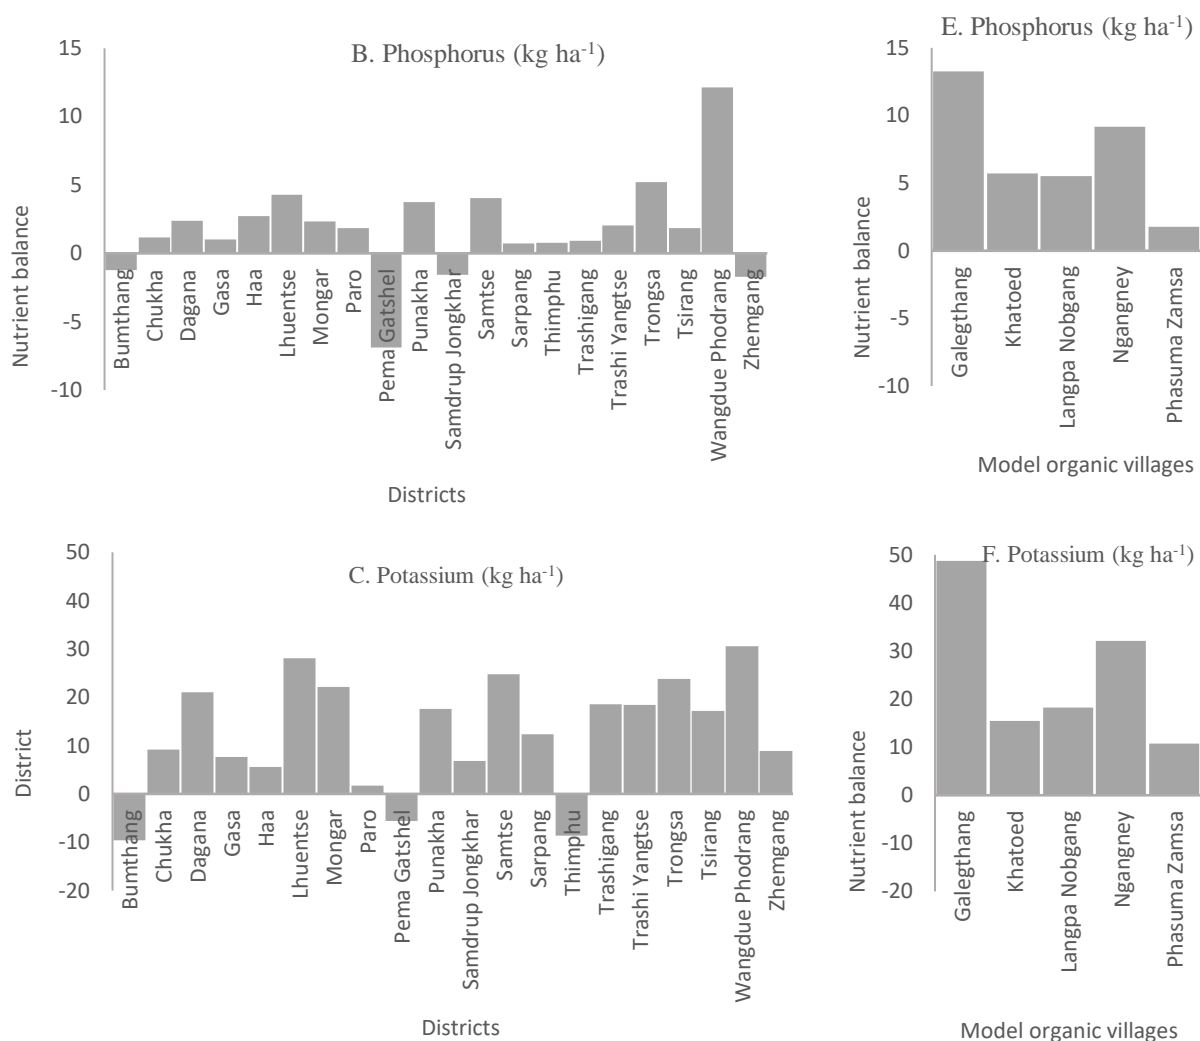 B. Phosphorus (kg ha-1)
15
10
5
0
-5
-10
Nutrient balance
Bumthang
Chukha
Dagana
Gasa
Haa
Lhuentse
Mongar
Paro
Pema Gatshel
Punakha
Samdrup Jongkhar
Samtse
Sarpang
Thimphu
Trashigang
Trashi Yangtse
Trongsa
Tsirang
Wangdue Phodrang
Zhemgang
Districts
E. Phosphorus (kg ha-1)
15
10
5
0
-5
-10
Nutrient balance
Galegthang
Khatoed
Langpa Nobgang
Ngangney
Phasuma Zamsa
Model organic villages
C. Potassium (kg ha-1)
50
40
30
20
10
0
-10
-20
District
Bumthang
Chukha
Dagana
Gasa
Haa
Lhuentse
Mongar
Paro
Pema Gatshel
Punakha
Samdrup Jongkhar
Samtse
Sarpang
Thimphu
Trashigang
Trashi Yangtse
Trongsa
Tsirang
Wangdue Phodrang
Zhemgang
Districts
F. Potassium (kg ha-1)
50
40
30
20
10
0
-10
-20
Nutrient balance
Galegthang
Khatoed
Langpa Nobgang
Ngangney
Phasuma Zamsa
Model organic villages